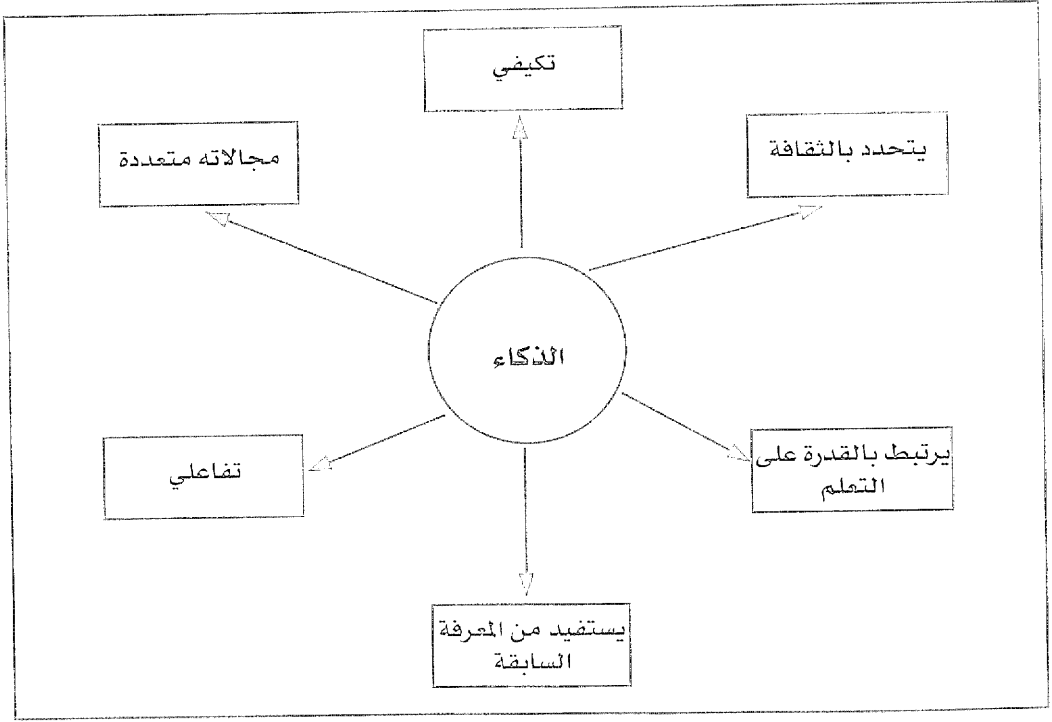 تكيفي
يتحدد بالثقافة
مجالاته متعددة
الذكاء
يرتبط بالقدرة على
التعلم
تفاعلي
يستفيد من المعرفة
السابقة